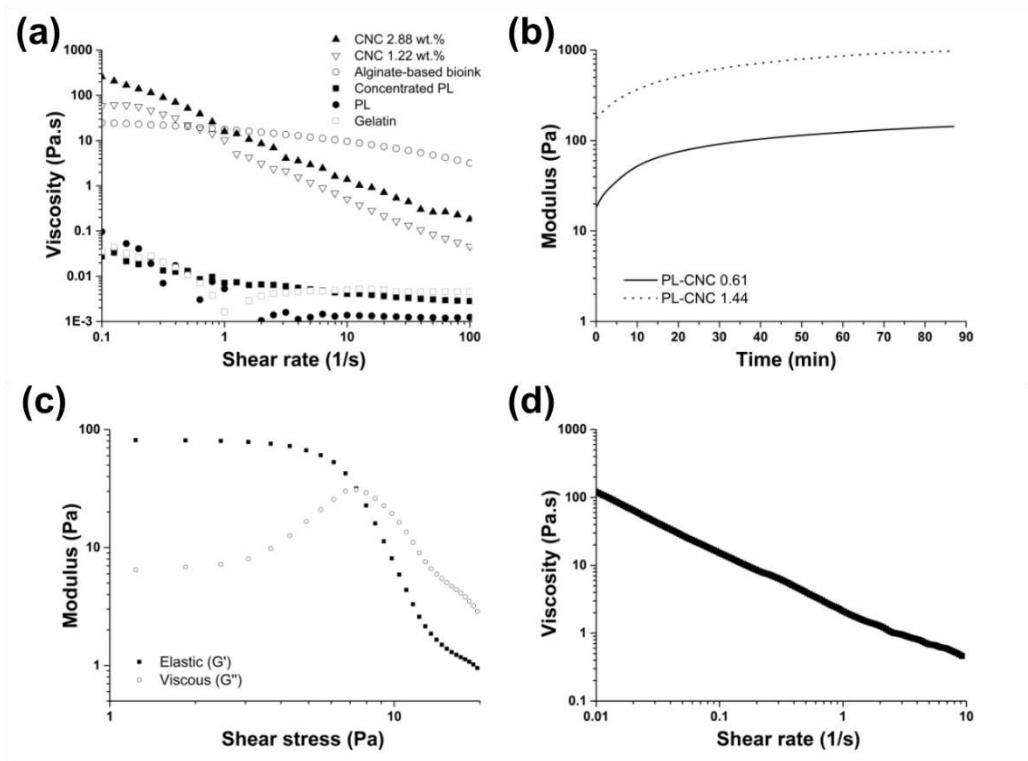 (a)
CNC 2.88 wt.%
CNC 1.22 wt.%
Alginate-based bioink
Concentrated PL
PL
Gelatin
1000
100
10
1
0.1
0.01
1E-3
Viscosity (Pa.s)
0.1 1 10 100
Shear rate (1/s)
(b)
1000
100
10
1
Modulus (Pa)
PL-CNC 0.61
PL-CNC 1.44
0 10 20 30 40 50 60 70 80 90
Time (min)
(c)
100
10
1
Modulus (Pa)
Elastic (G')
Viscous (G'')
1 10
Shear stress (Pa)
(d)
1000
100
10
1
0.1
Viscosity (Pa.s)
0.01 0.1 1 10
Shear rate (1/s)